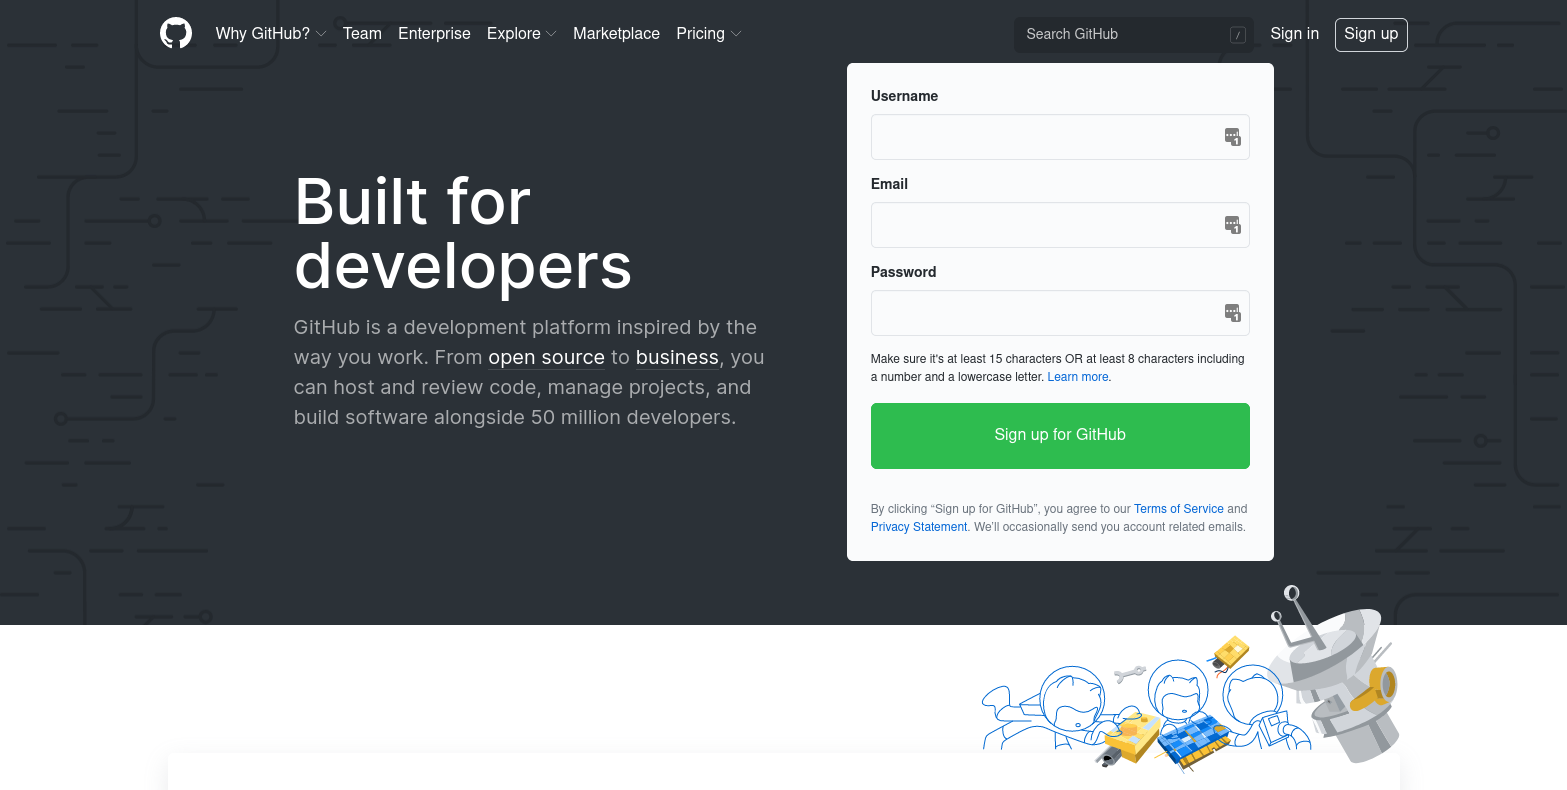 Why GitHub? Team Enterprise Explore Marketplace Pricing Search GitHub / Sign in Sign up
Built for
developers
GitHub is a development platform inspired by the
way you work. From open source to business, you
can host and review code, manage projects, and
build software alongside 50 million developers.
Username
Email
Password
Make sure it's at least 15 characters OR at least 8 characters including
a number and a lowercase letter. Learn more.
Sign up for GitHub
By clicking “Sign up for GitHub”, you agree to our Terms of Service and
Privacy Statement. We’ll occasionally send you account related emails.